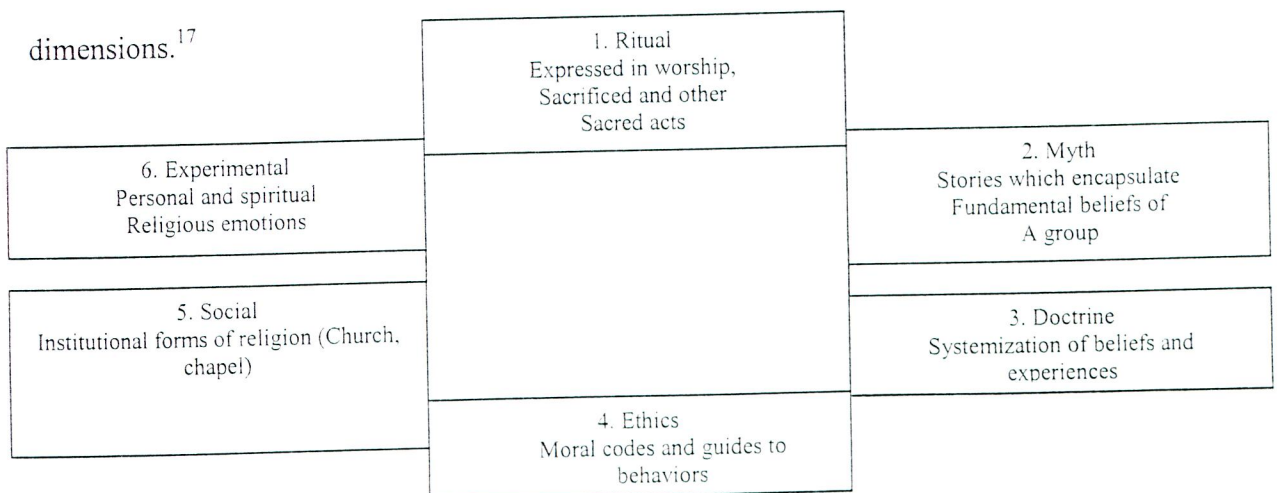 dimensions.17
1. Ritual
Expressed in worship,
Sacrificed and other
Sacred acts
2. Myth
Stories which encapsulate
Fundamental beliefs of
A group
3. Doctrine
Systemization of beliefs and
experiences
4. Ethics
Moral codes and guides to
behaviors
5. Social
Institutional forms of religion (Church,
chapel)
6. Experimental
Personal and spiritual
Religious emotions